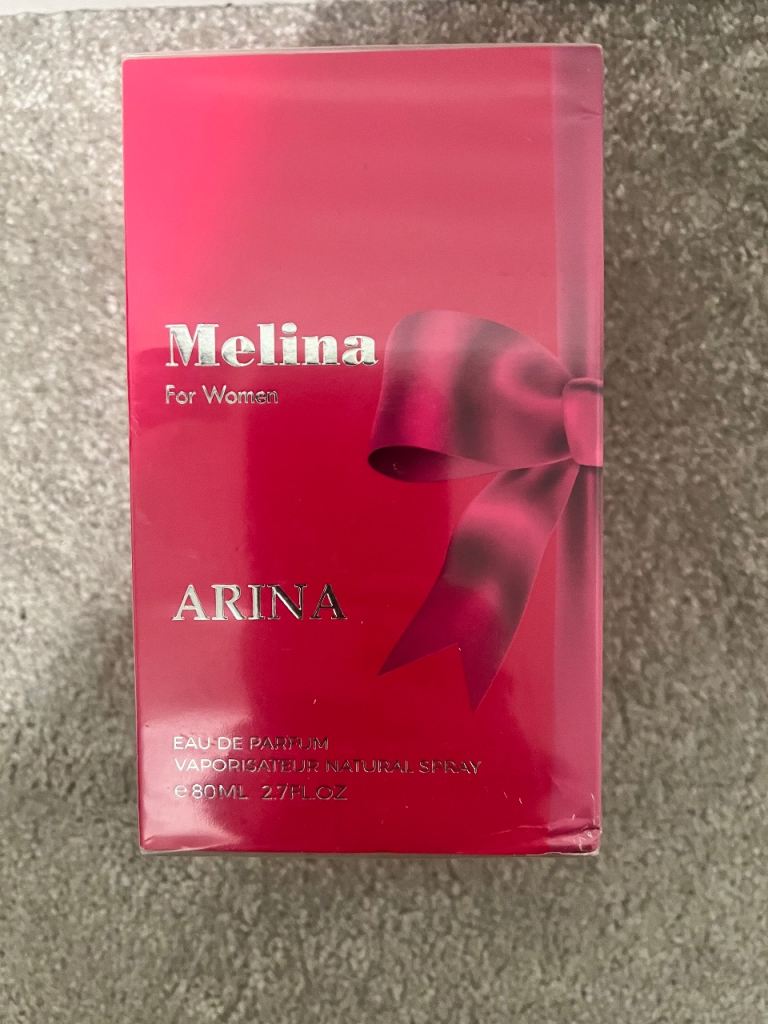 Melina
For Women
ARINA
EAU DE PARFUM
VAPORISATEUR NATURAL SPRAY
e 80ML 2.7FL.OZ